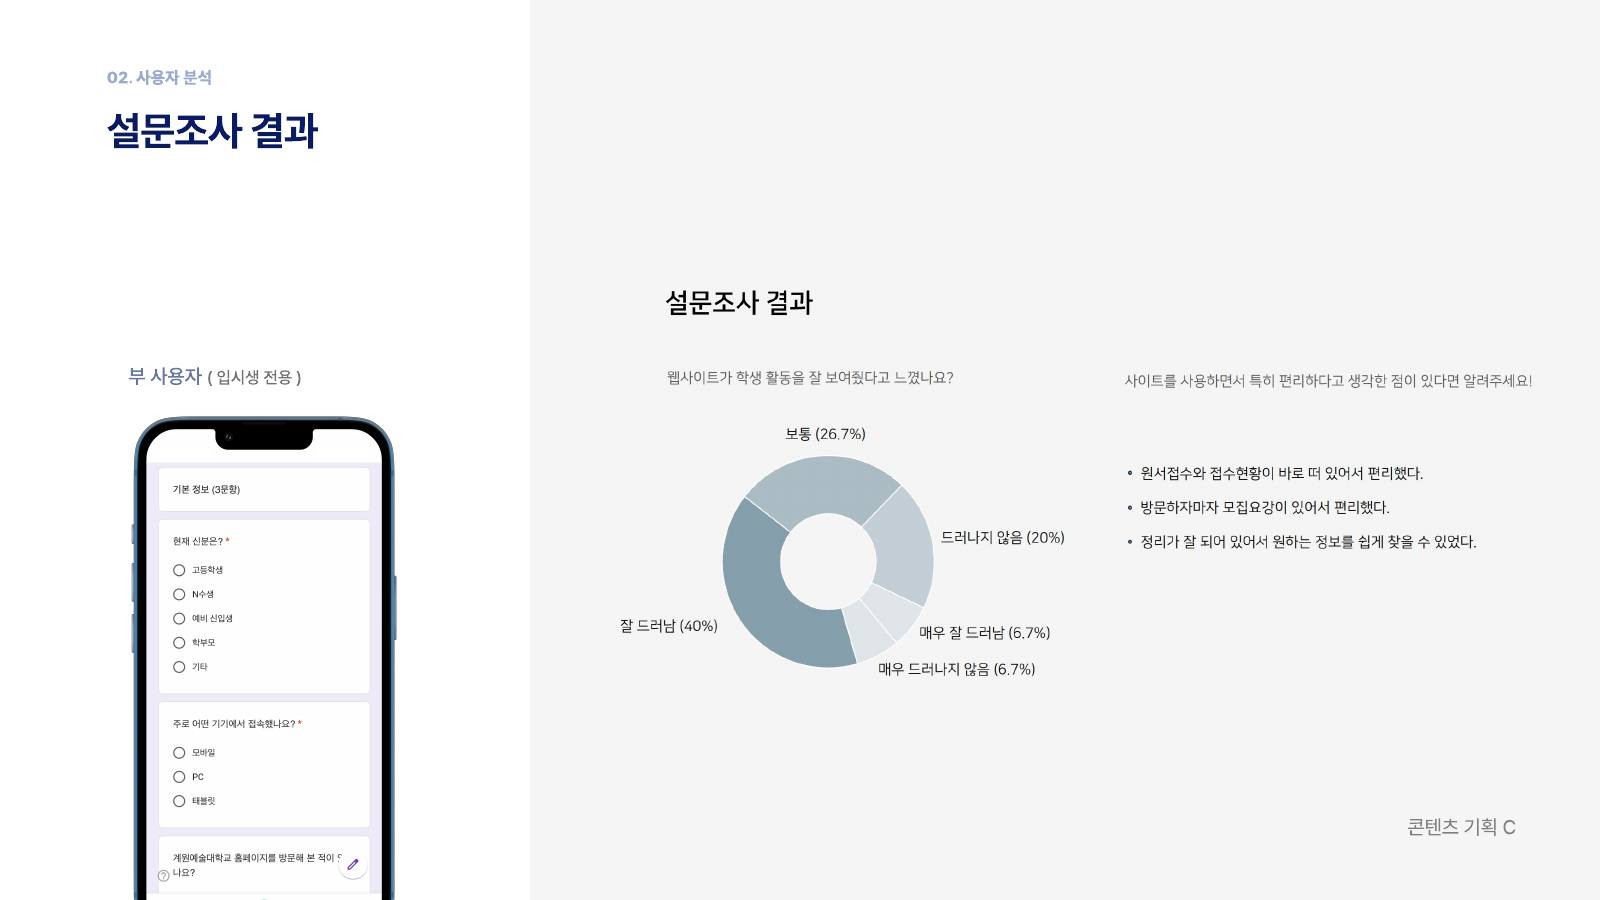 02. 사용자 분석
설문조사 결과
부 사용자 ( 입시생 전용 )
기본 정보 (3문항)
현재 신분은? *
고등학생
N수생
예비 신입생
학부모
기타
주로 어떤 기기에서 접속했나요? *
모바일
PC
태블릿
계원예술대학교 홈페이지를 방문해 본 적이
나요?
설문조사 결과
웹사이트가 학생 활동을 잘 보여줬다고 느꼈나요?
보통 (26.7%)
드러나지 않음 (20%)
잘 드러남 (40%)
매우 잘 드러남 (6.7%)
매우 드러나지 않음 (6.7%)
사이트를 사용하면서 특히 편리하다고 생각한 점이 있다면 알려주세요!
• 원서접수와 접수현황이 바로 떠 있어서 편리했다.
• 방문하자마자 모집요강이 있어서 편리했다.
• 정리가 잘 되어 있어서 원하는 정보를 쉽게 찾을 수 있었다.
콘텐츠 기획 C